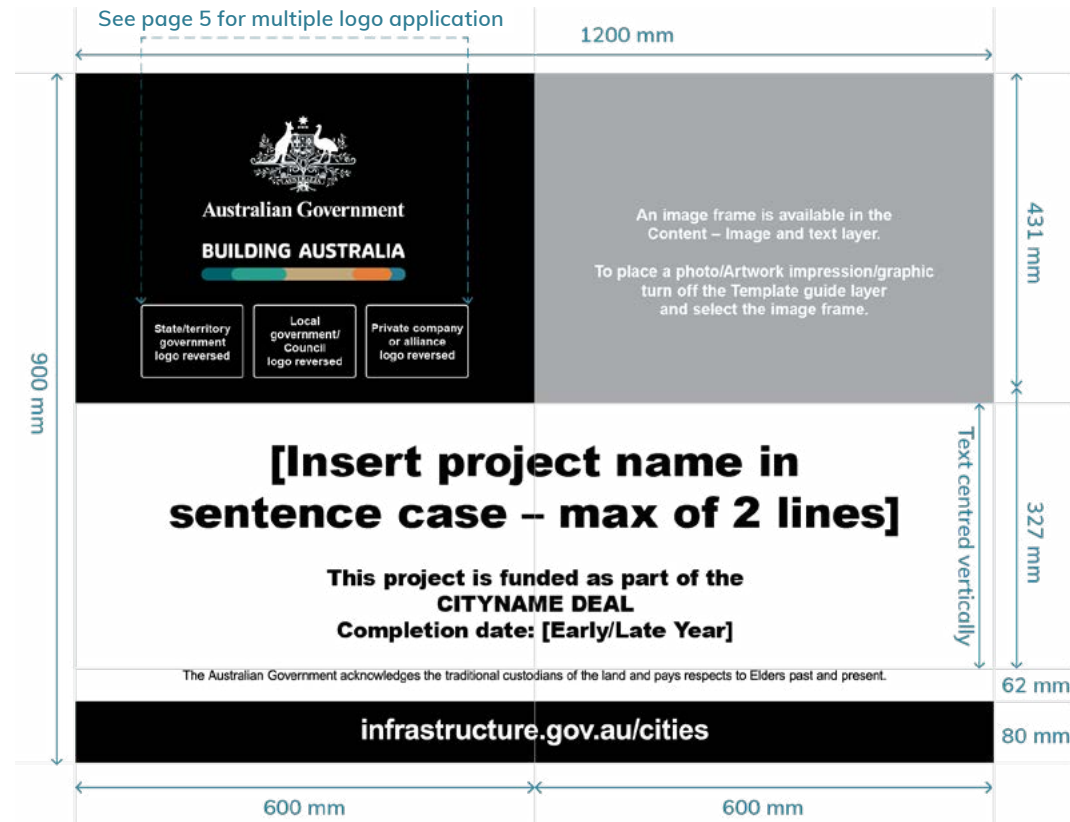 See page 5 for multiple logo application
1200 mm
Australian Government
BUILDING AUSTRALIA
State/territory
government
logo reversed
Local
government/
Council
logo reversed
Private company
or alliance
logo reversed
An image frame is available in the
Content – Image and text layer.
To place a photo/Artwork impression/graphic
turn off the Template guide layer
and select the image frame.
431 mm
900 mm
[Insert project name in
sentence case – max of 2 lines]
This project is funded as part of the
CITYNAME DEAL
Completion date: [Early/Late Year]
Text centred vertically
327 mm
The Australian Government acknowledges the traditional custodians of the land and pays respects to Elders past and present.
62 mm
infrastructure.gov.au/cities
80 mm
600 mm
600 mm